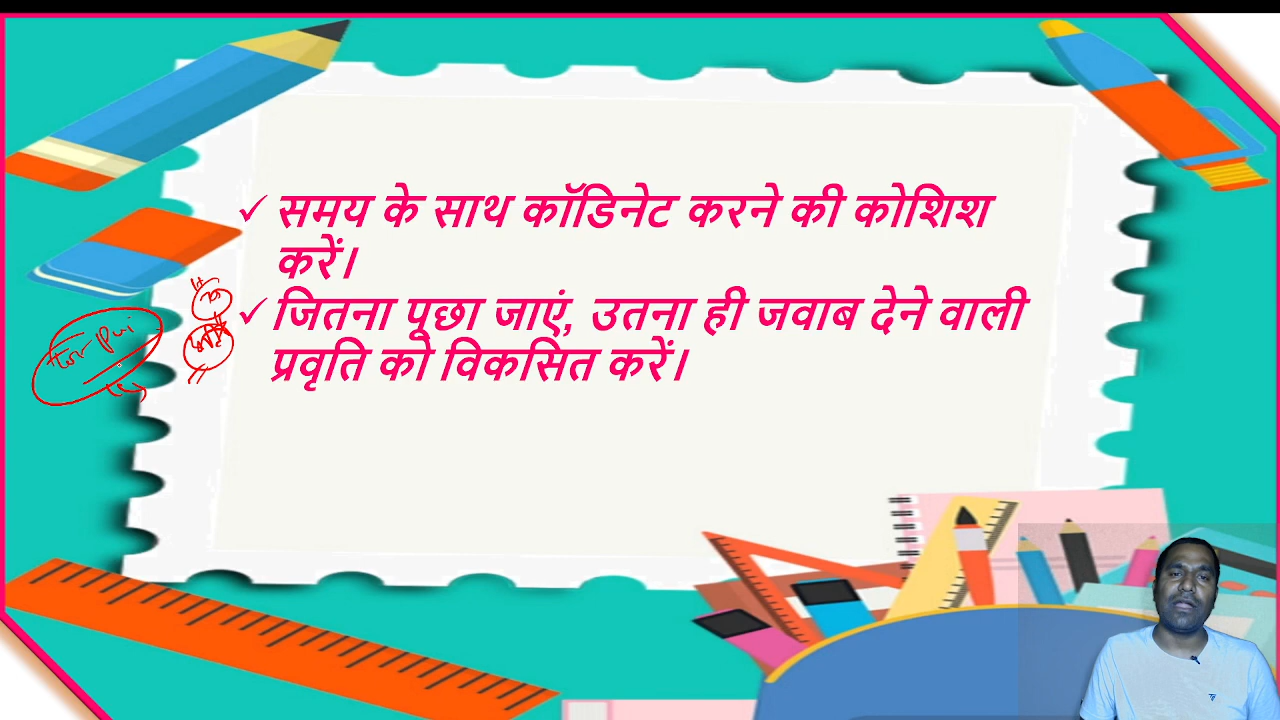 ✓ समय के साथ कॉडिनेट करने की कोशिश
करें।
✓ जितना पूछा जाएं, उतना ही जवाब देने वाली
प्रवृति को विकसित करें।